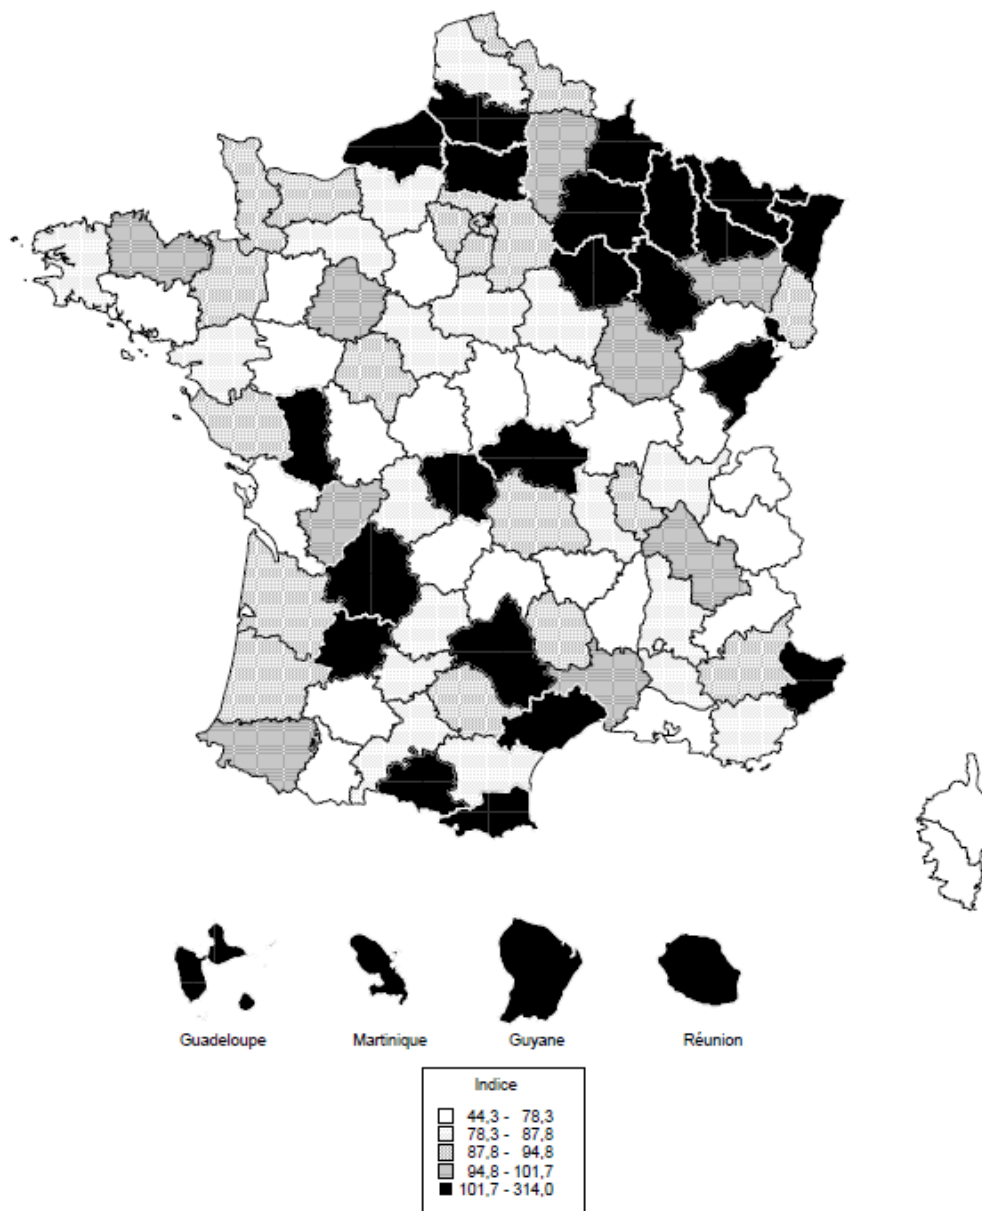 Guadeloupe Martinique Guyane Réunion
Indice
44,3 - 78,3
78,3 - 87,8
87,8 - 94,8
94,8 - 101,7
101,7 - 314,0